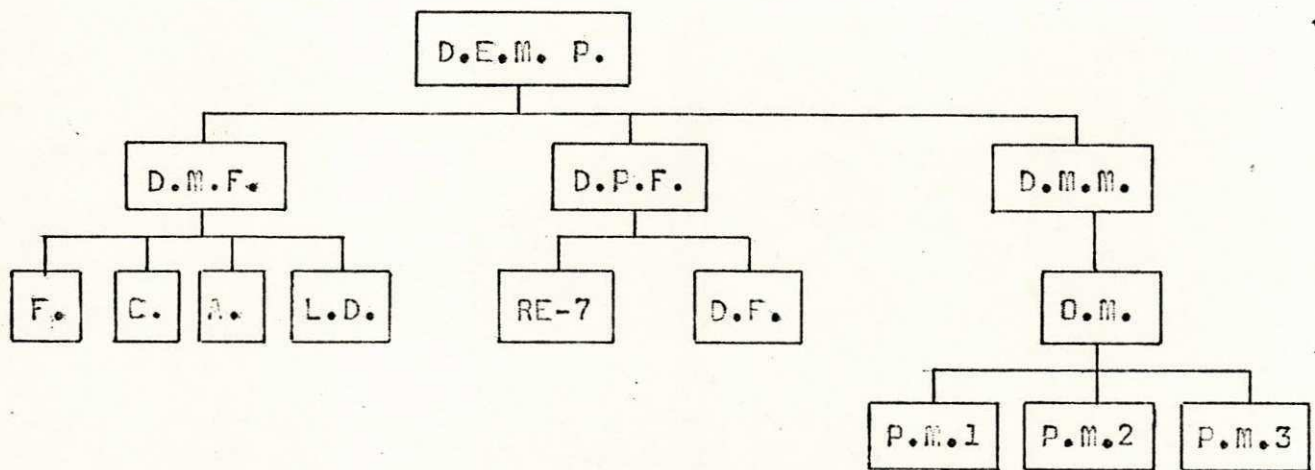 D.E.M. P.
D.M.F. D.P.F. D.M.M.
F. C. A. L.D. RE-7 D.F. O.M.
P.M.1 P.M.2 P.M.3